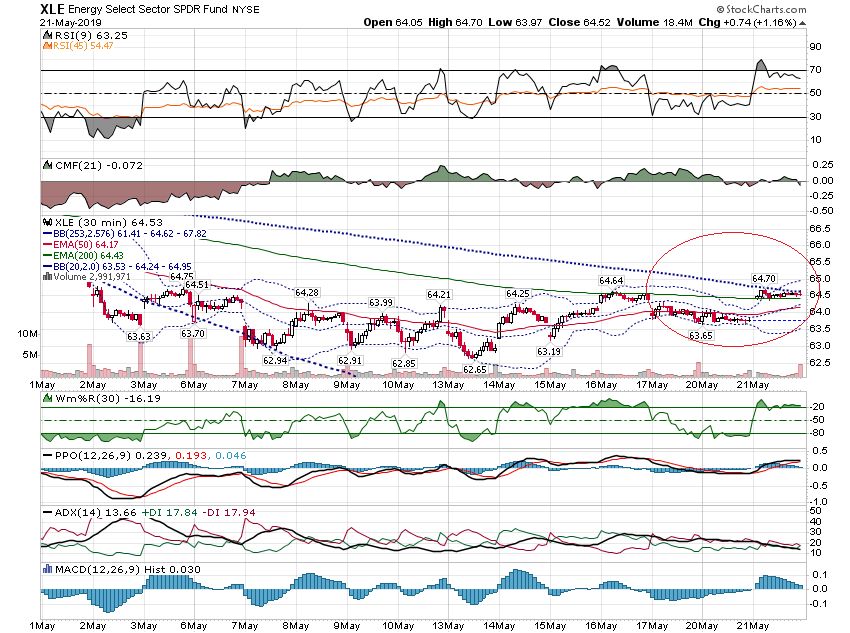 XLE Energy Select Sector SPDR Fund NYSE © StockCharts.com
21-May-2019 Open 64.05 High 64.70 Low 63.97 Close 64.52 Volume 18.4M Chg +0.74 (+1.16%)
RSI(9) 63.25
RSI(45) 54.47
90
70
50
30
10
CMF(21) -0.072
0.25
0.00
-0.25
-0.50
XLE (30 min) 64.53
BB(253,2.576) 61.41 - 64.62 - 67.82
EMA(50) 64.17
EMA(200) 64.43
BB(20,2.0) 63.53 - 64.24 - 64.95
Volume 2,991,971
66.5
66.0
65.5
65.0
64.5
64.0
63.5
63.0
62.5
10M
5M
63.63
64.75
64.51
63.70
62.94
64.28
62.91
63.99
62.85
64.21
62.65
64.25
63.19
64.64
63.65
64.70
1May 2May 3May 6May 7May 8May 9May 10May 13May 14May 15May 16May 17May 20May 21May
Wm%R(30) -16.19
-20
-50
-80
PPO(12,26,9) 0.239, 0.193, 0.046
0.5
0.0
-0.5
-1.0
ADX(14) 13.66 +DI 17.84 -DI 17.94
50
40
30
20
10
MACD(12,26,9) Hist 0.030
0.1
0.0
-0.1
1May 2May 3May 6May 7May 8May 9May 10May 13May 14May 15May 16May 17May 20May 21May